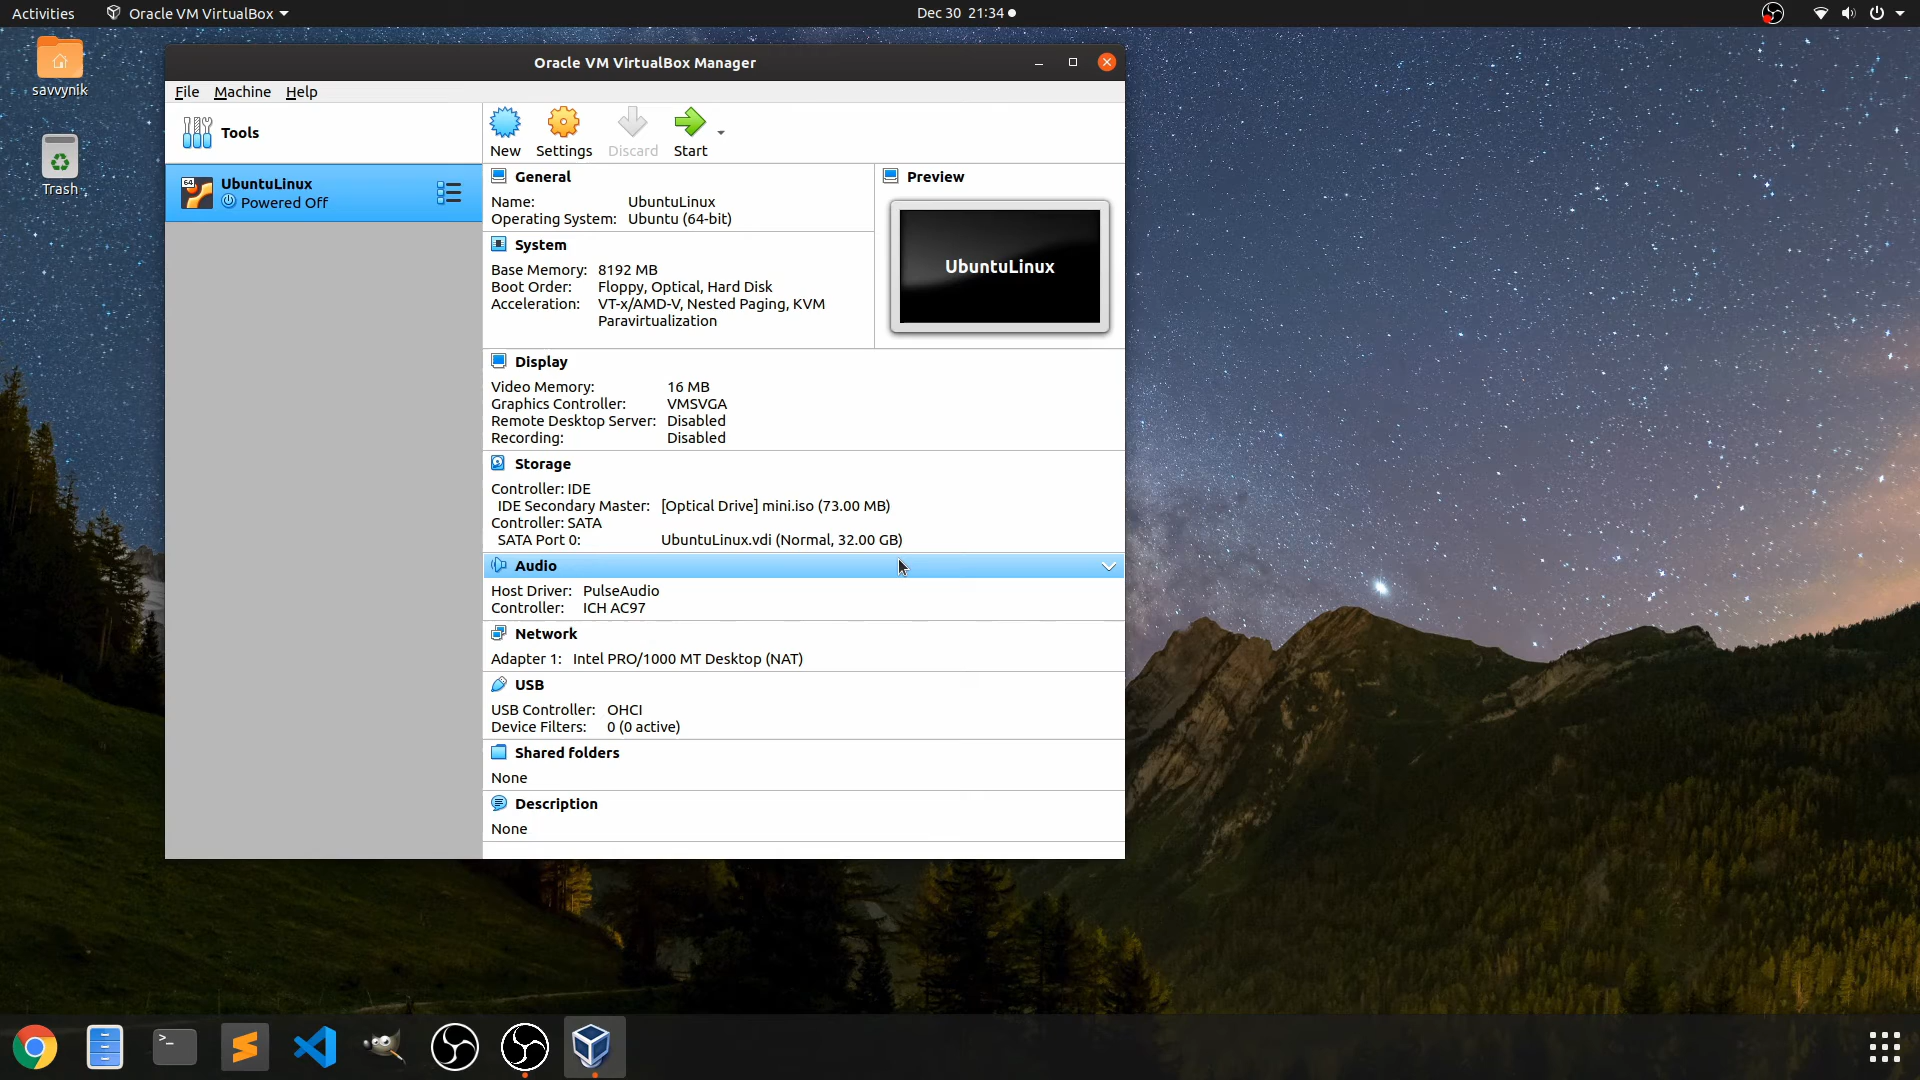 Activities
Oracle VM VirtualBox
Dec 30 21:34
savvynik
Trash
Oracle VM VirtualBox Manager
File Machine Help
Tools
New Settings Discard Start
64
UbuntuLinux
Powered Off
General
Name: UbuntuLinux
Operating System: Ubuntu (64-bit)
Preview
UbuntuLinux
System
Base Memory: 8192 MB
Boot Order: Floppy, Optical, Hard Disk
Acceleration: VT-x/AMD-V, Nested Paging, KVM
Paravirtualization
Display
Video Memory: 16 MB
Graphics Controller: VMSVGA
Remote Desktop Server: Disabled
Recording: Disabled
Storage
Controller: IDE
IDE Secondary Master: [Optical Drive] mini.iso (73.00 MB)
Controller: SATA
SATA Port 0: UbuntuLinux.vdi (Normal, 32.00 GB)
Audio
Host Driver: PulseAudio
Controller: ICH AC97
Network
Adapter 1: Intel PRO/1000 MT Desktop (NAT)
USB
USB Controller: OHCI
Device Filters: 0 (0 active)
Shared folders
None
Description
None
>_